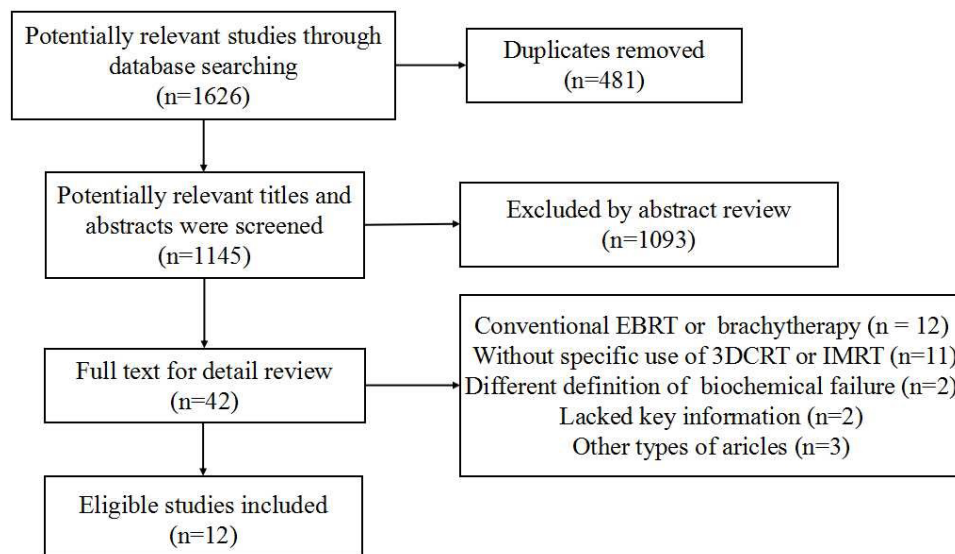 Potentially relevant studies through
database searching
(n=1626)
Duplicates removed
(n=481)
Potentially relevant titles and
abstracts were screened
(n=1145)
Excluded by abstract review
(n=1093)
Full text for detail review
(n=42)
Conventional EBRT or brachytherapy (n = 12)
Without specific use of 3DCRT or IMRT (n=11)
Different definition of biochemical failure (n=2)
Lacked key information (n=2)
Other types of aricles (n=3)
Eligible studies included
(n=12)